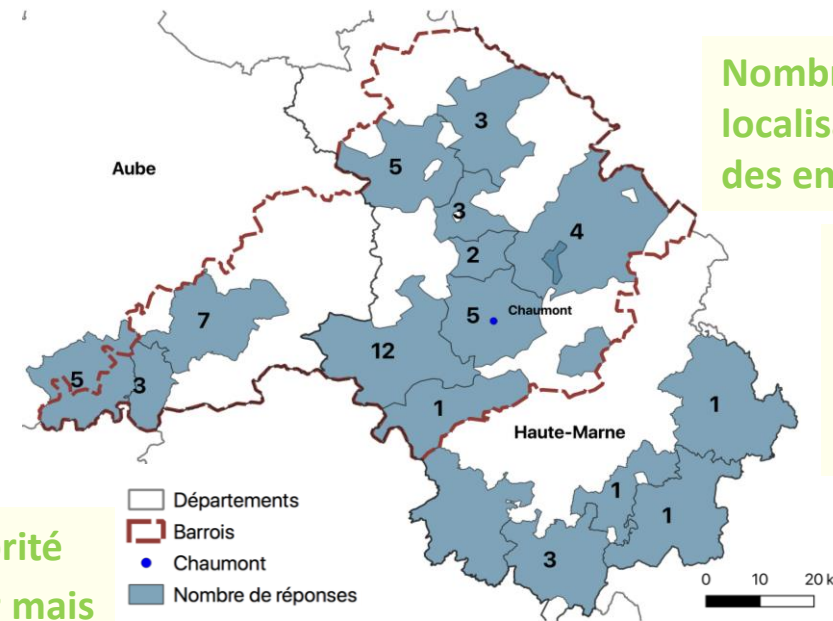 Nombr
localis
des en
3
Aube
5
3
4
2
7
5
Chaumont
12
5
3
1
1
Haute-Marne
1
1
3
Départements
Barrois
Chaumont
Nombre de réponses
rité
mais
0 10 20 k